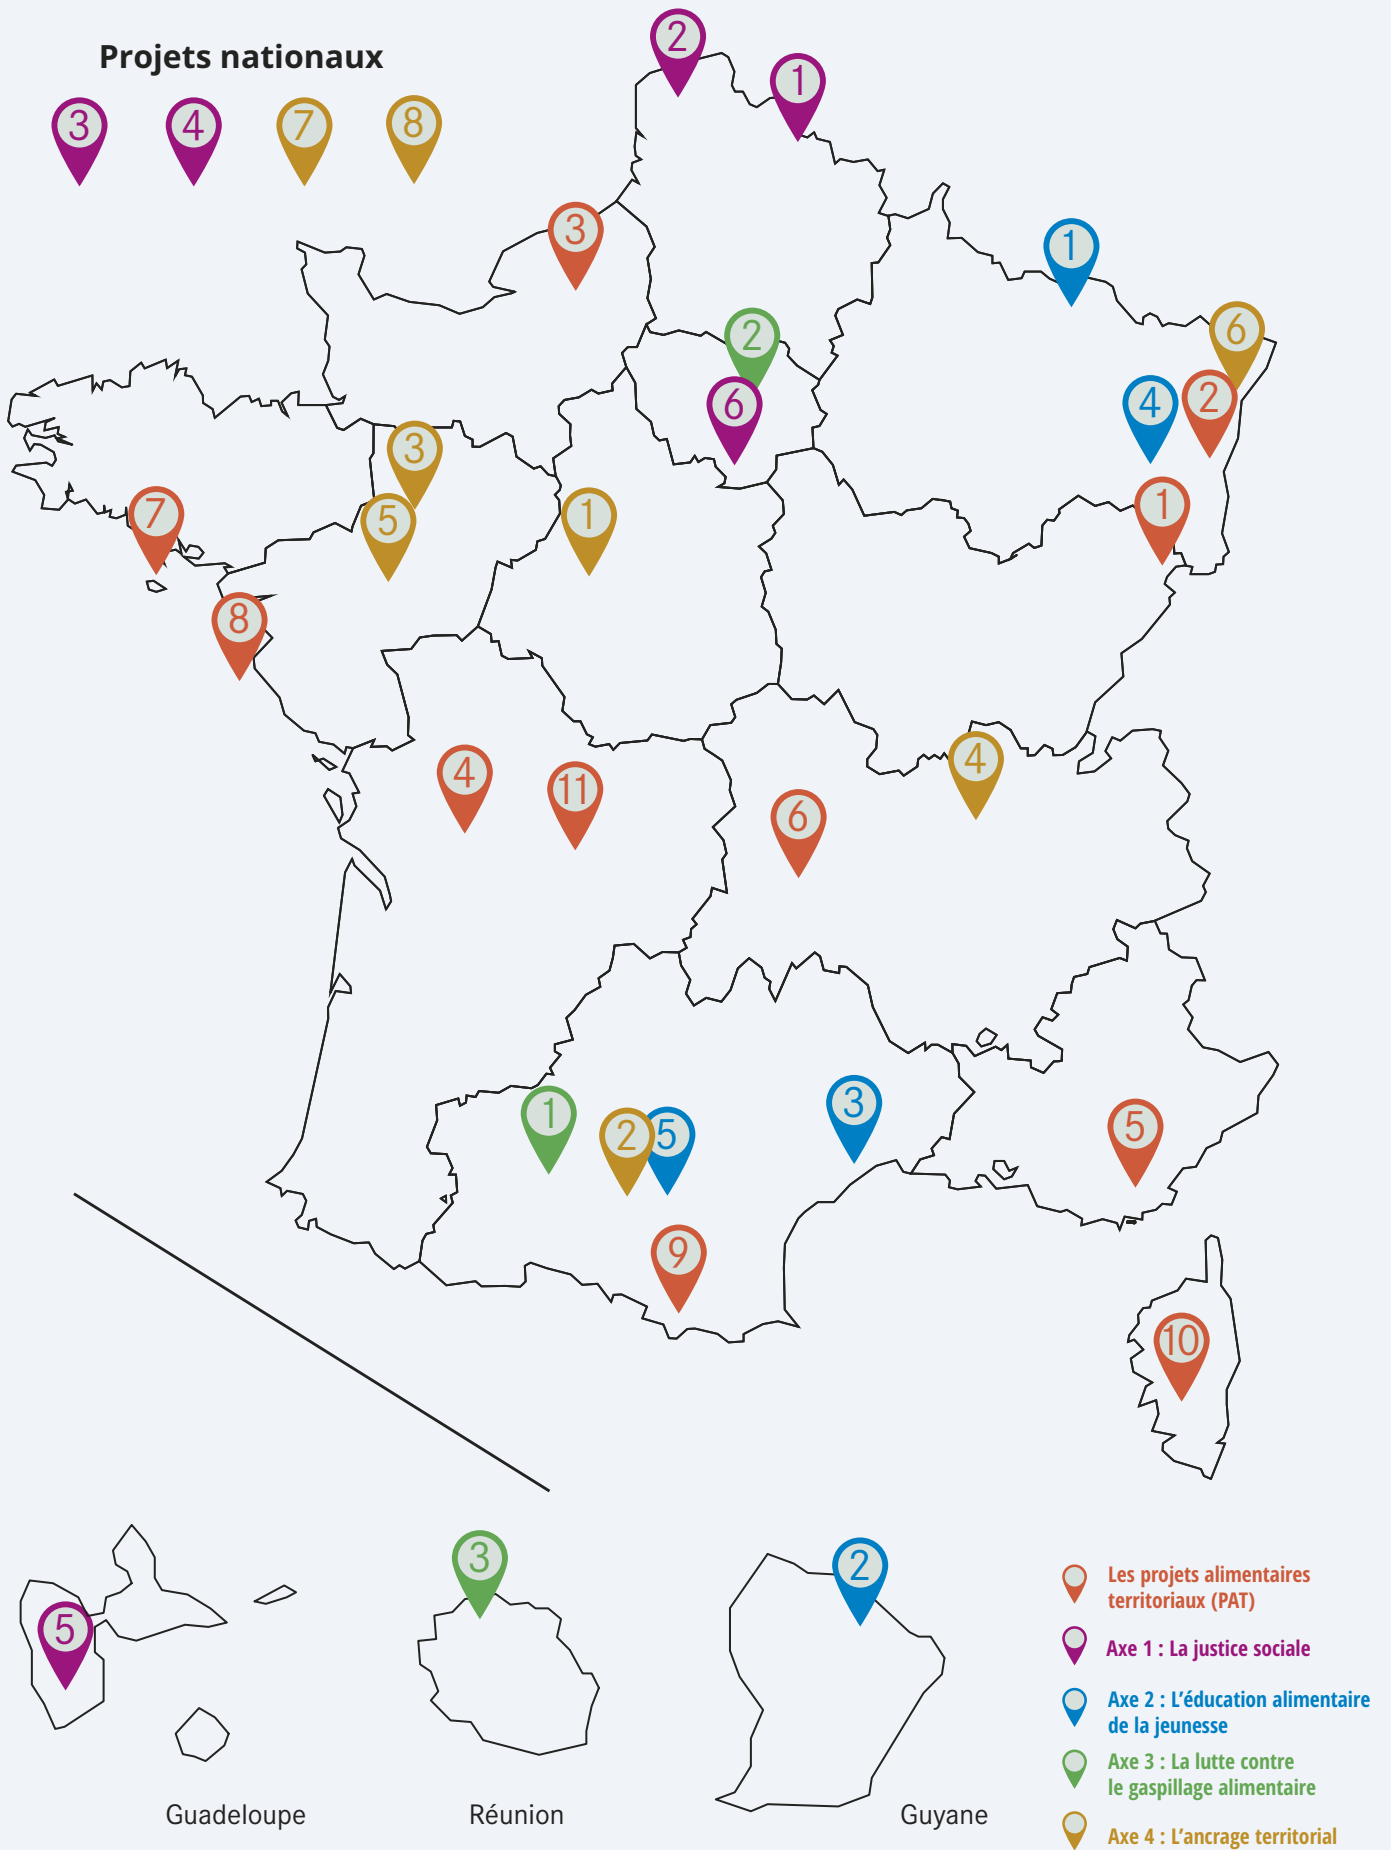 Projets nationaux
3 4 7 8
2
1
3
1
2
6
6
4
2
3
5
1
1
7
8
4
11
6
4
1
2
5
3
5
9
10
5
3
2
Guadeloupe
Réunion
Guyane
Les projets alimentaires
territoriaux (PAT)
Axe 1 : La justice sociale
Axe 2 : L'éducation alimentaire
de la jeunesse
Axe 3 : La lutte contre
le gaspillage alimentaire
Axe 4 : L'ancrage territorial